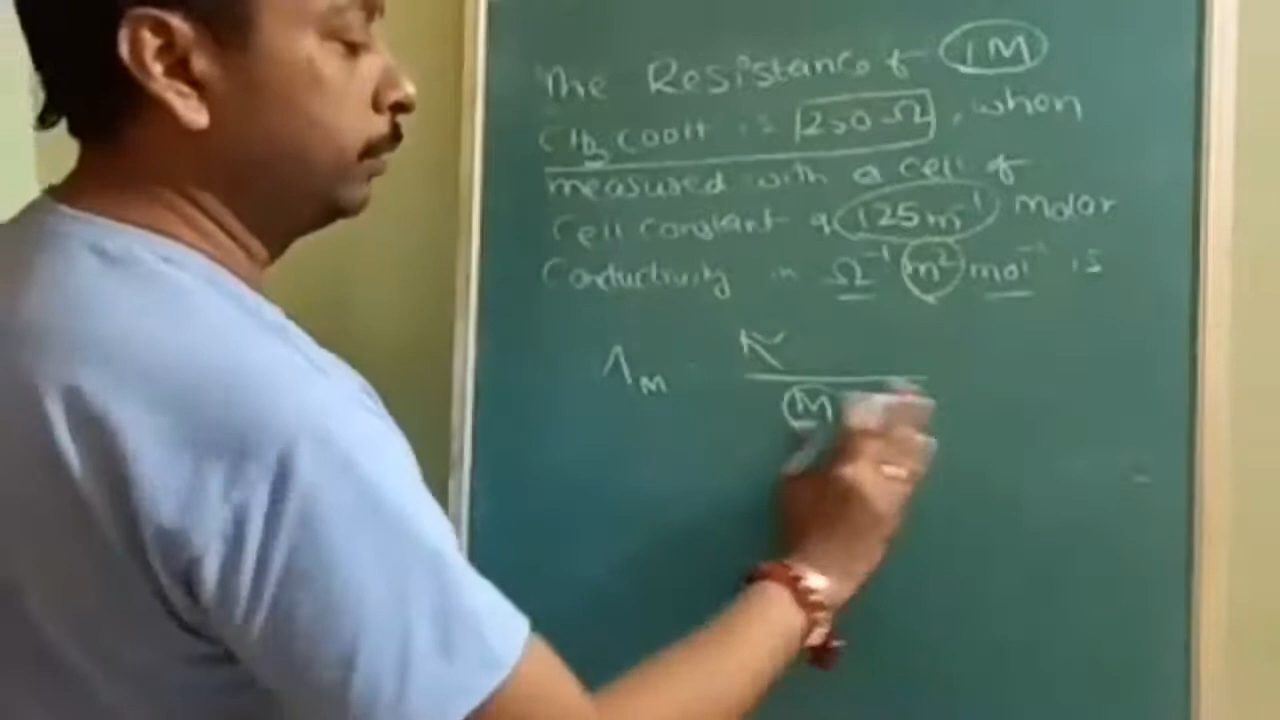 The Resistance of 1M
CH3COOH is 250 Ω, when
measured with a cell of
Cell constant of 125 m⁻¹ Molar
Conductivity in Ω⁻¹ m² mol⁻¹ is
Λ_M = K
M